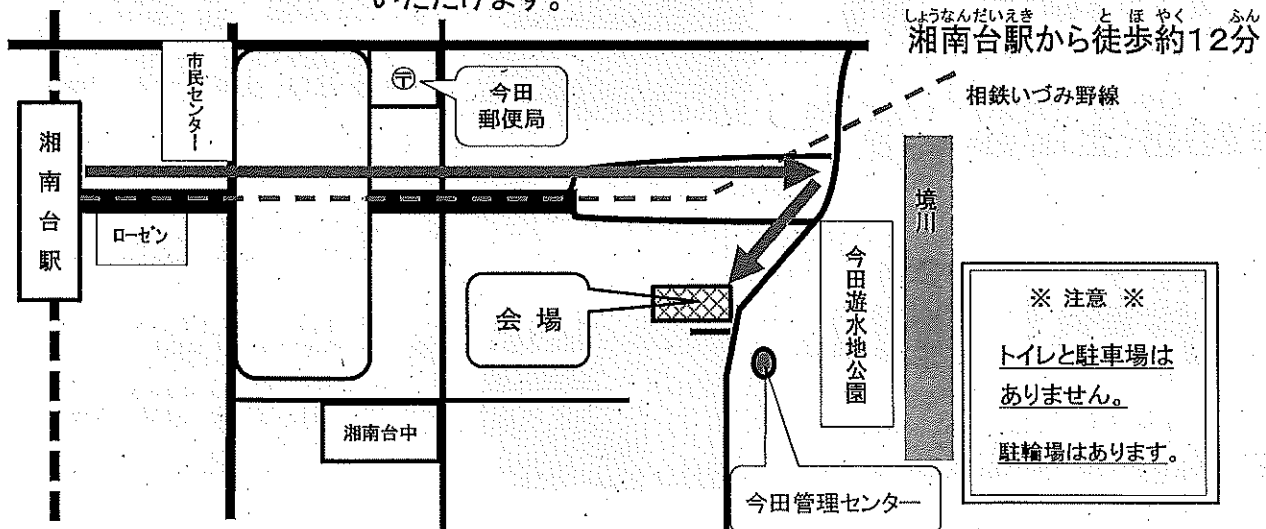 いただけます。
しょうなんだいえき とほやく ふん
湘南台駅から徒歩約12分
市民センター
〒
今田
郵便局
相鉄いづみ野線
湘南台駅
ローゼン
境川
今田遊水地公園
会場
※ 注意 ※
トイレと駐車場は
ありません。
駐輪場はあります。
湘南台中
今田管理センター